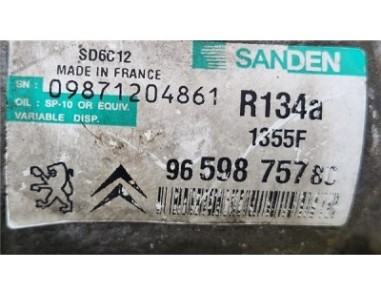 SD6C12
SANDEN
MADE IN FRANCE
SN: 09871204861
R134a
OIL: SP-10 OR EQUIV.
VARIABLE DISP.
1355F
96 598 757 80